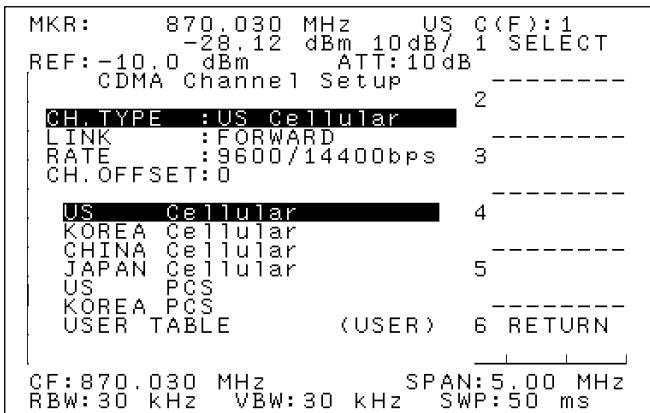 MKR: 870.030 MHz US C(F):1
-28.12 dBm 10dB/ 1 SELECT
REF:-10.0 dBm ATT:10dB
CDMA Channel Setup
2
CH.TYPE :US Cellular
LINK :FORWARD
RATE :9600/14400bps 3
CH.OFFSET:0
US Cellular 4
KOREA Cellular
CHINA Cellular
JAPAN Cellular 5
US PCS
KOREA PCS
USER TABLE (USER) 6 RETURN
CF:870.030 MHz SPAN:5.00 MHz
RBW:30 kHz VBW:30 kHz SWP:50 ms